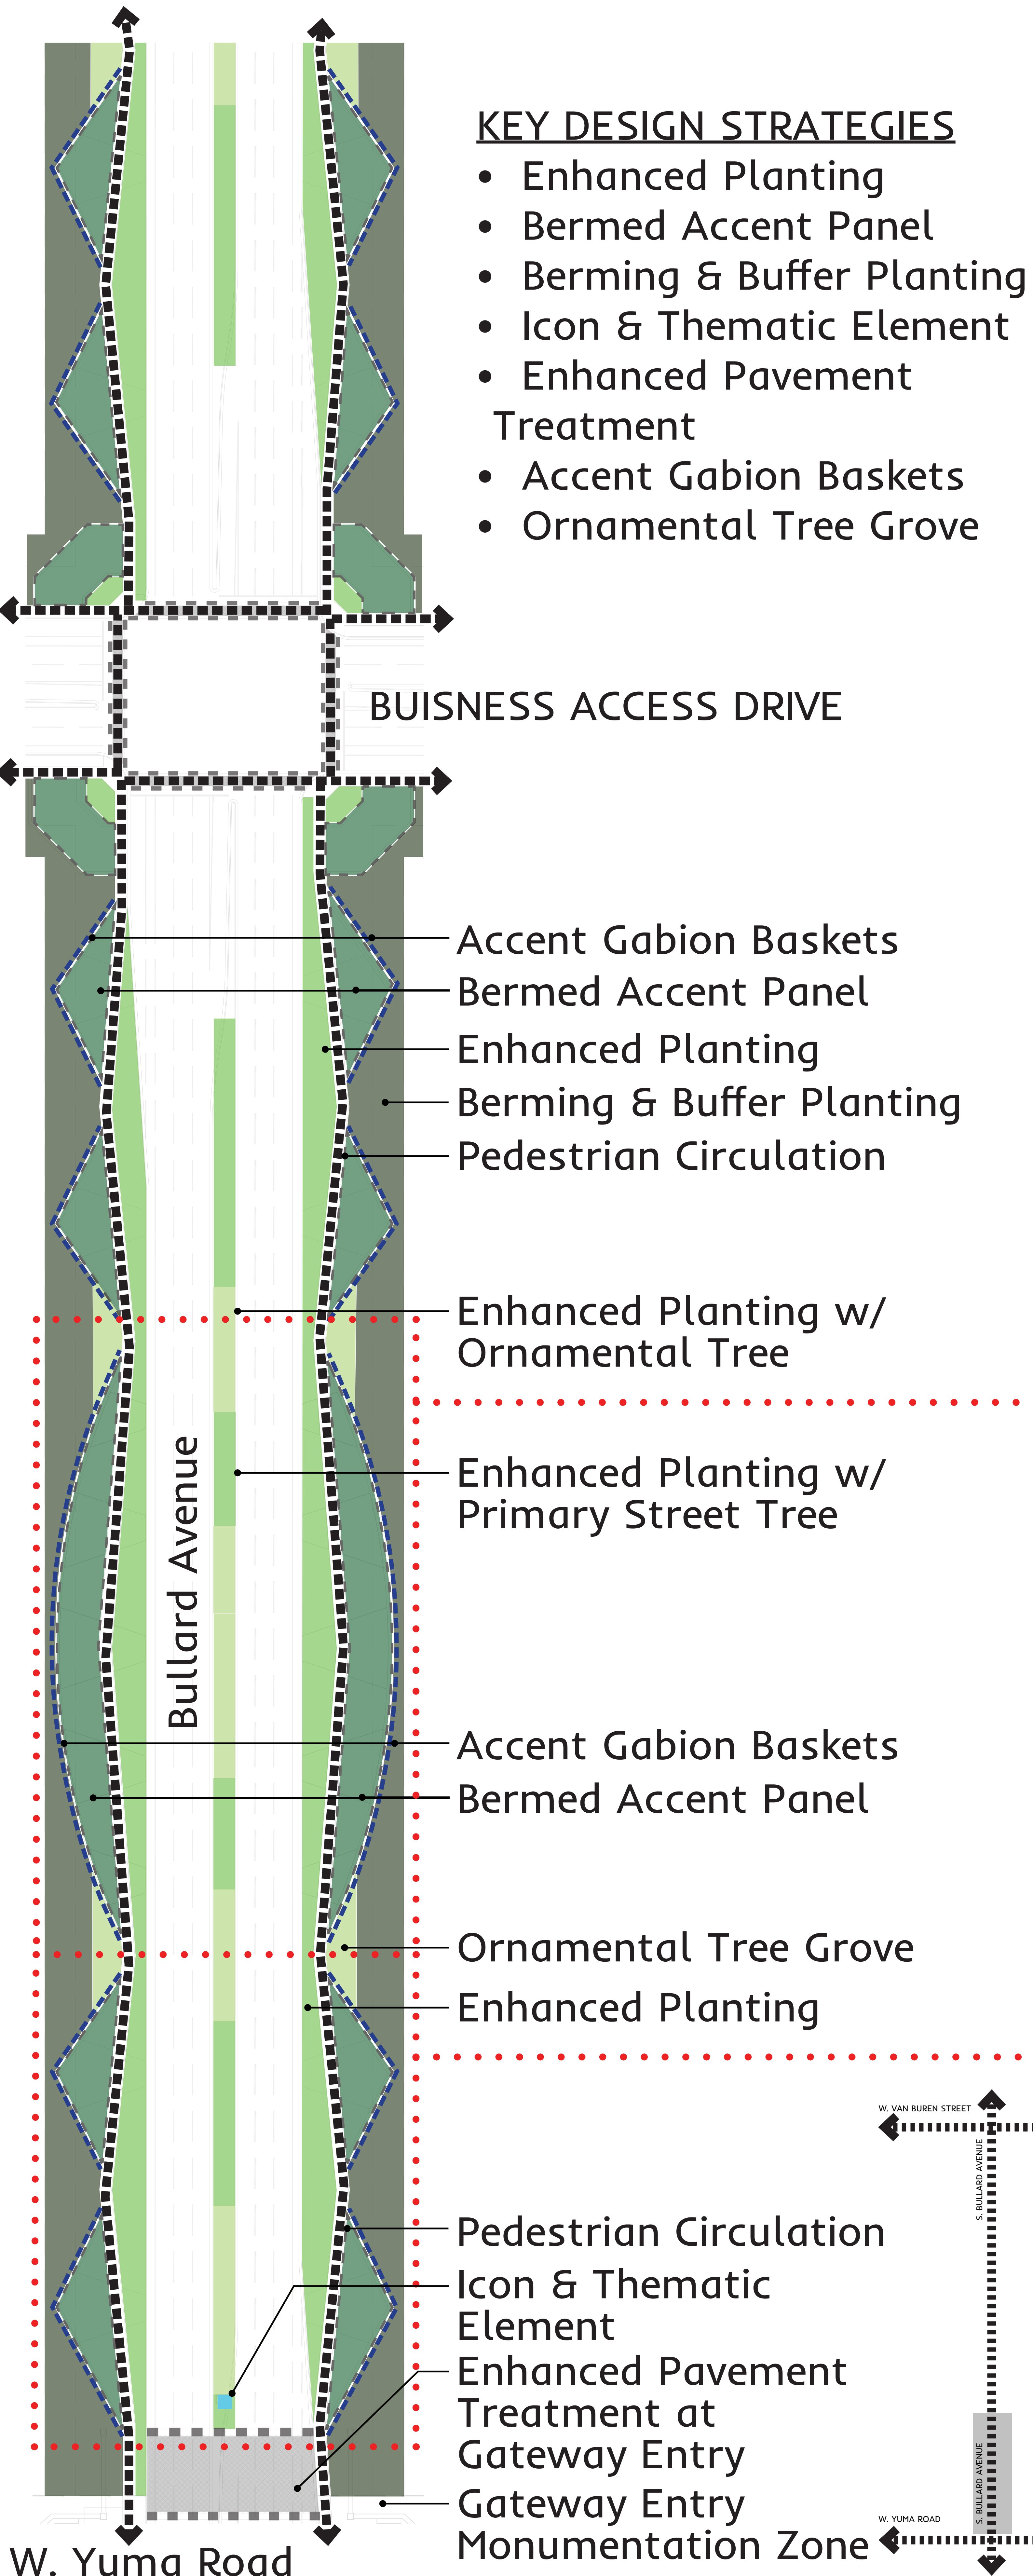 KEY DESIGN STRATEGIES
• Enhanced Planting
• Bermed Accent Panel
• Berming & Buffer Planting
• Icon & Thematic Element
• Enhanced Pavement
Treatment
• Accent Gabion Baskets
• Ornamental Tree Grove
BUISNESS ACCESS DRIVE
Accent Gabion Baskets
Bermed Accent Panel
Enhanced Planting
Berming & Buffer Planting
Pedestrian Circulation
Enhanced Planting w/
Ornamental Tree
Bullard Avenue
Enhanced Planting w/
Primary Street Tree
Accent Gabion Baskets
Bermed Accent Panel
Ornamental Tree Grove
Enhanced Planting
W. VAN BUREN STREET
S. BULLARD AVENUE
Pedestrian Circulation
Icon & Thematic
Element
Enhanced Pavement
Treatment at
Gateway Entry
Gateway Entry
Monumentation Zone
S. BULLARD AVENUE
W. YUMA ROAD
W. Yuma Road